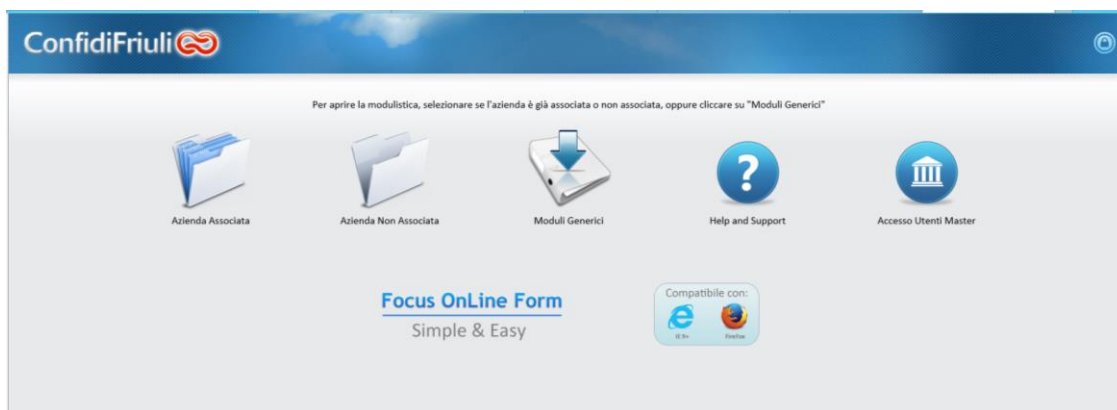 ConfidiFriuli
Per aprire la modulistica, selezionare se l'azienda è già associata o non associata, oppure cliccare su "Moduli Generici"
Azienda Associata
Azienda Non Associata
Moduli Generici
Help and Support
Accesso Utenti Master
Focus OnLine Form
Simple & Easy
Compatibile con:
IE 9+
Firefox